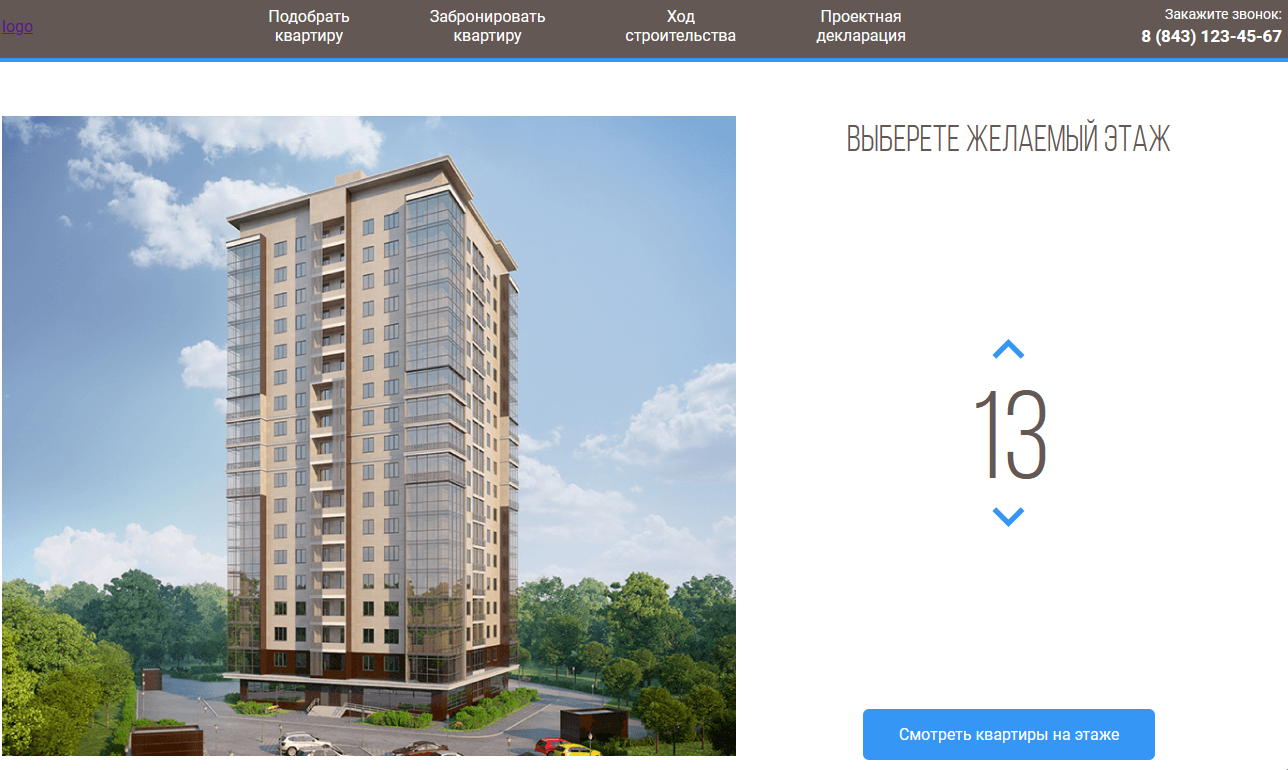 logo
Подобрать
квартиру
Забронировать
квартиру
Ход
строительства
Проектная
декларация
Закажите звонок:
8 (843) 123-45-67
ВЫБЕРЕТЕ ЖЕЛАЕМЫЙ ЭТАЖ
13
Смотреть квартиры на этаже